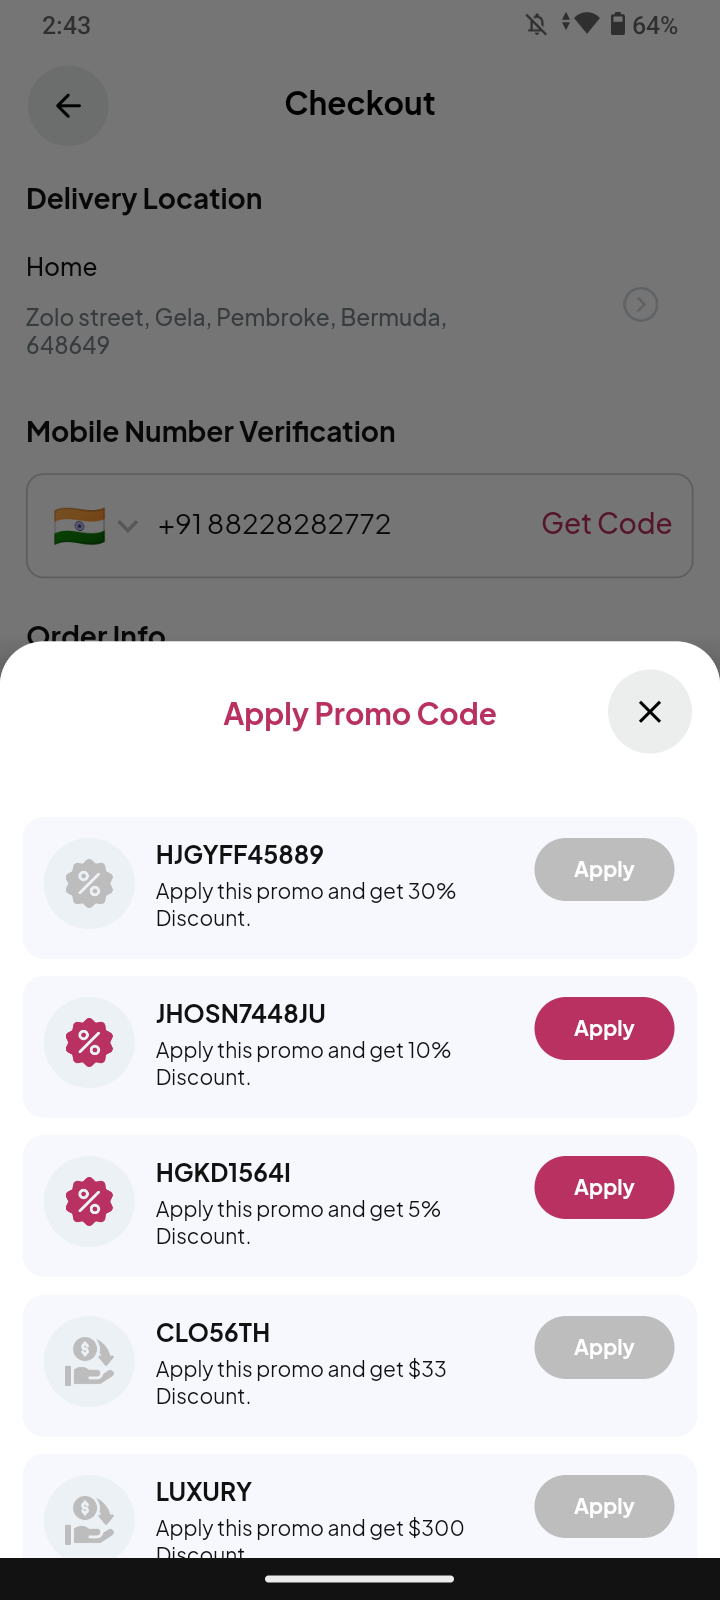 2:43
64%
Checkout
Delivery Location
Home
Zolo street, Gela, Pembroke, Bermuda,
648649
Mobile Number Verification
+91 88228282772
Get Code
Order Info
Apply Promo Code
HJGYFF45889
Apply this promo and get 30%
Discount.
Apply
JHOSN7448JU
Apply this promo and get 10%
Discount.
Apply
HGKD1564I
Apply this promo and get 5%
Discount.
Apply
CLO56TH
Apply this promo and get $33
Discount.
Apply
LUXURY
Apply this promo and get $300
Discount
Apply